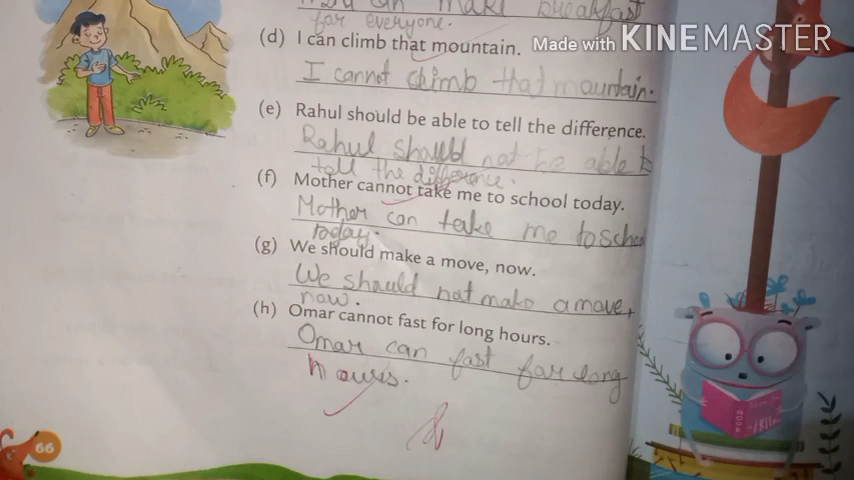 can make breakfast
for everyone.
(d) I can climb that mountain.
Made with KINEMASTER
I cannot climb that mountain.
(e) Rahul should be able to tell the difference.
Rahul should not be able to
tell the difference.
(f) Mother cannot take me to school today.
Mother can take me to school
today.
(g) We should make a move, now.
We should not make a move,
now.
(h) Omar cannot fast for long hours.
Omar can fast for long
hours.
66